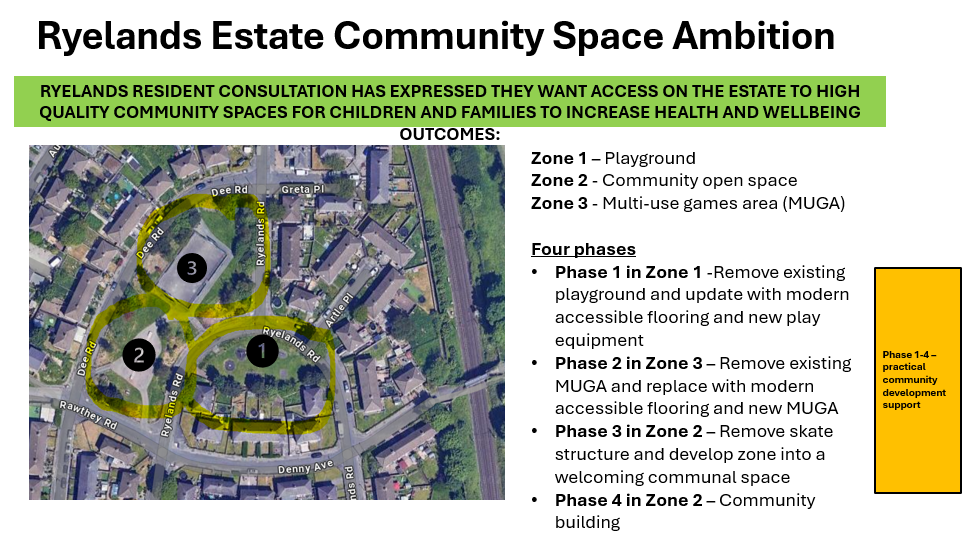 Ryelands Estate Community Space Ambition
RYELANDS RESIDENT CONSULTATION HAS EXPRESSED THEY WANT ACCESS ON THE ESTATE TO HIGH
QUALITY COMMUNITY SPACES FOR CHILDREN AND FAMILIES TO INCREASE HEALTH AND WELLBEING
OUTCOMES:
Au
Dee Rd
Greta Pl
Dee Rd
Ryelands Rd
3
Artle Pl
Ryelands Rd
1
2
Dee Rd
Ryelands Rd
Rawthey Rd
Denny Ave
nds Rd
Zone 1 – Playground
Zone 2 - Community open space
Zone 3 - Multi-use games area (MUGA)
Four phases
• Phase 1 in Zone 1 -Remove existing
playground and update with modern
accessible flooring and new play
equipment
• Phase 2 in Zone 3 – Remove existing
MUGA and replace with modern
accessible flooring and new MUGA
• Phase 3 in Zone 2 – Remove skate
structure and develop zone into a
welcoming communal space
• Phase 4 in Zone 2 – Community
building
Phase 1-4 –
practical
community
development
support